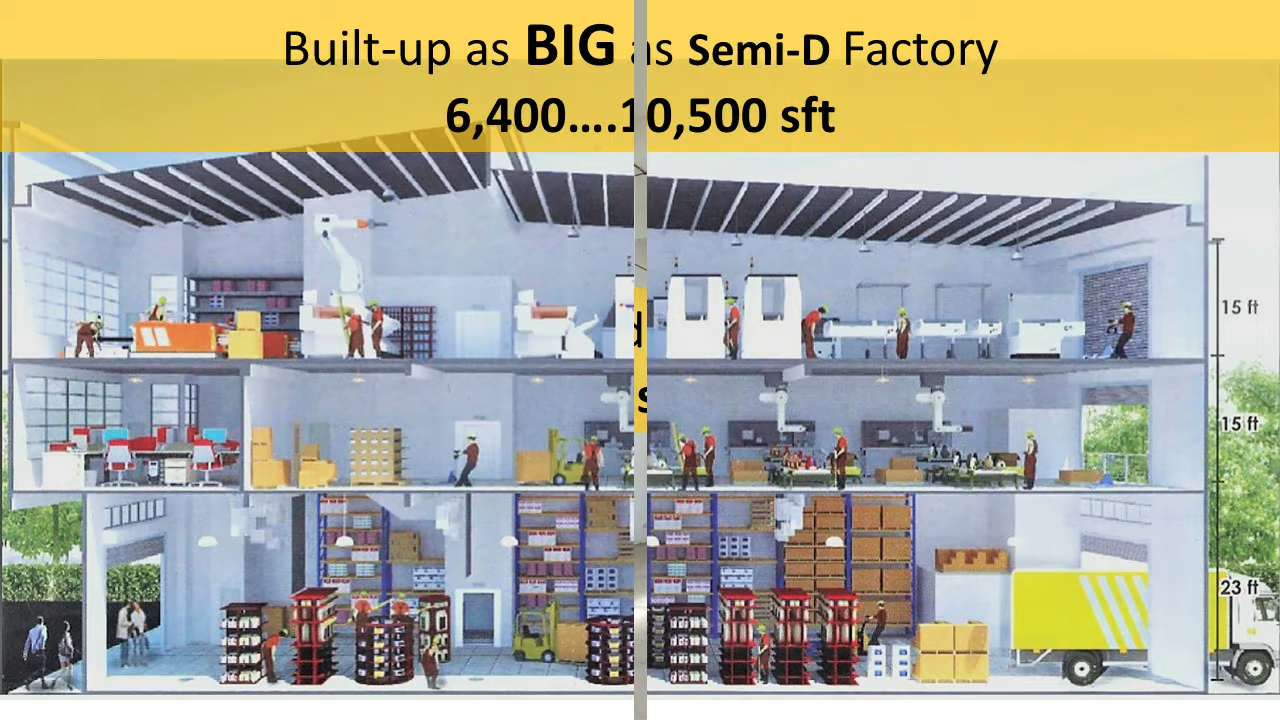 Built-up as BIG as Semi-D Factory
6,400....10,500 sft
15 ft
15 ft
23 ft